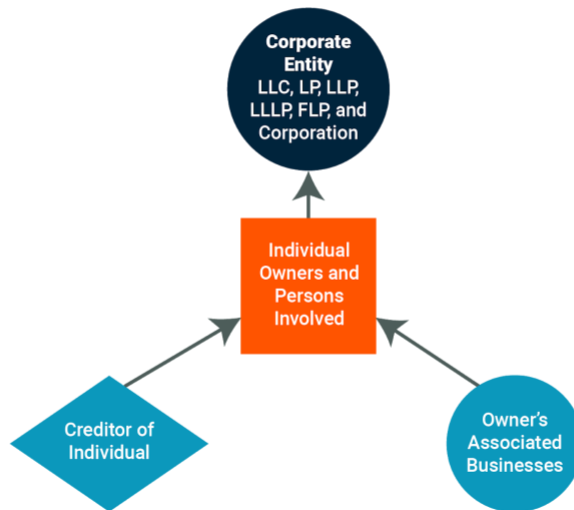 Corporate
Entity
LLC, LP, LLP,
LLLP, FLP, and
Corporation
Individual
Owners and
Persons
Involved
Creditor of
Individual
Owner's
Associated
Businesses